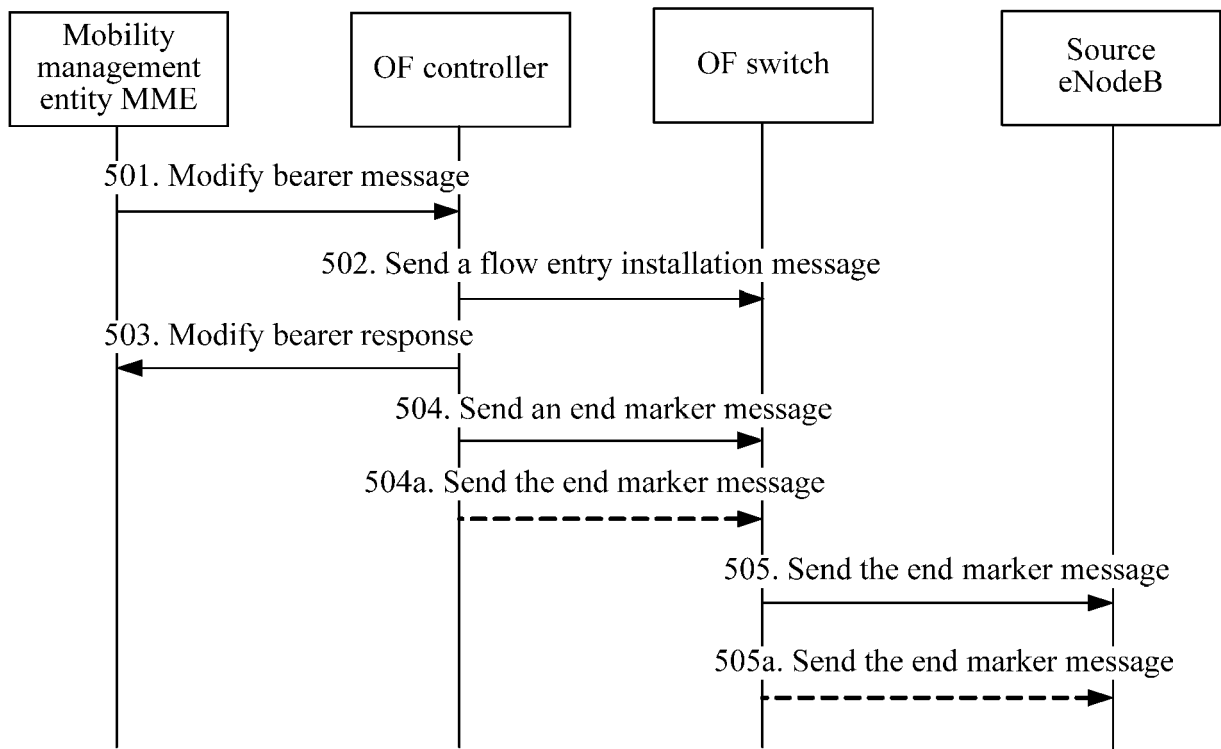 Mobility
management
entity MME
OF controller
OF switch
Source
eNodeB
501. Modify bearer message
502. Send a flow entry installation message
503. Modify bearer response
504. Send an end marker message
504a. Send the end marker message
505. Send the end marker message
505a. Send the end marker message